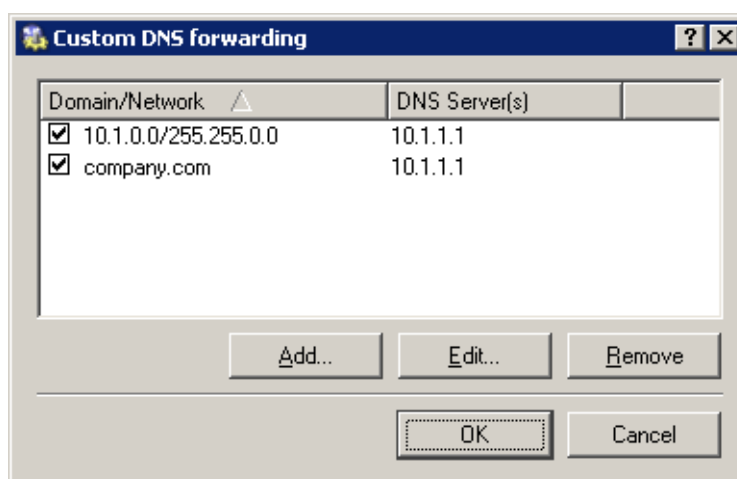 Custom DNS forwarding
Domain/Network DNS Server(s)
10.1.0.0/255.255.0.0 10.1.1.1
company.com 10.1.1.1
Add... Edit... Remove
OK Cancel